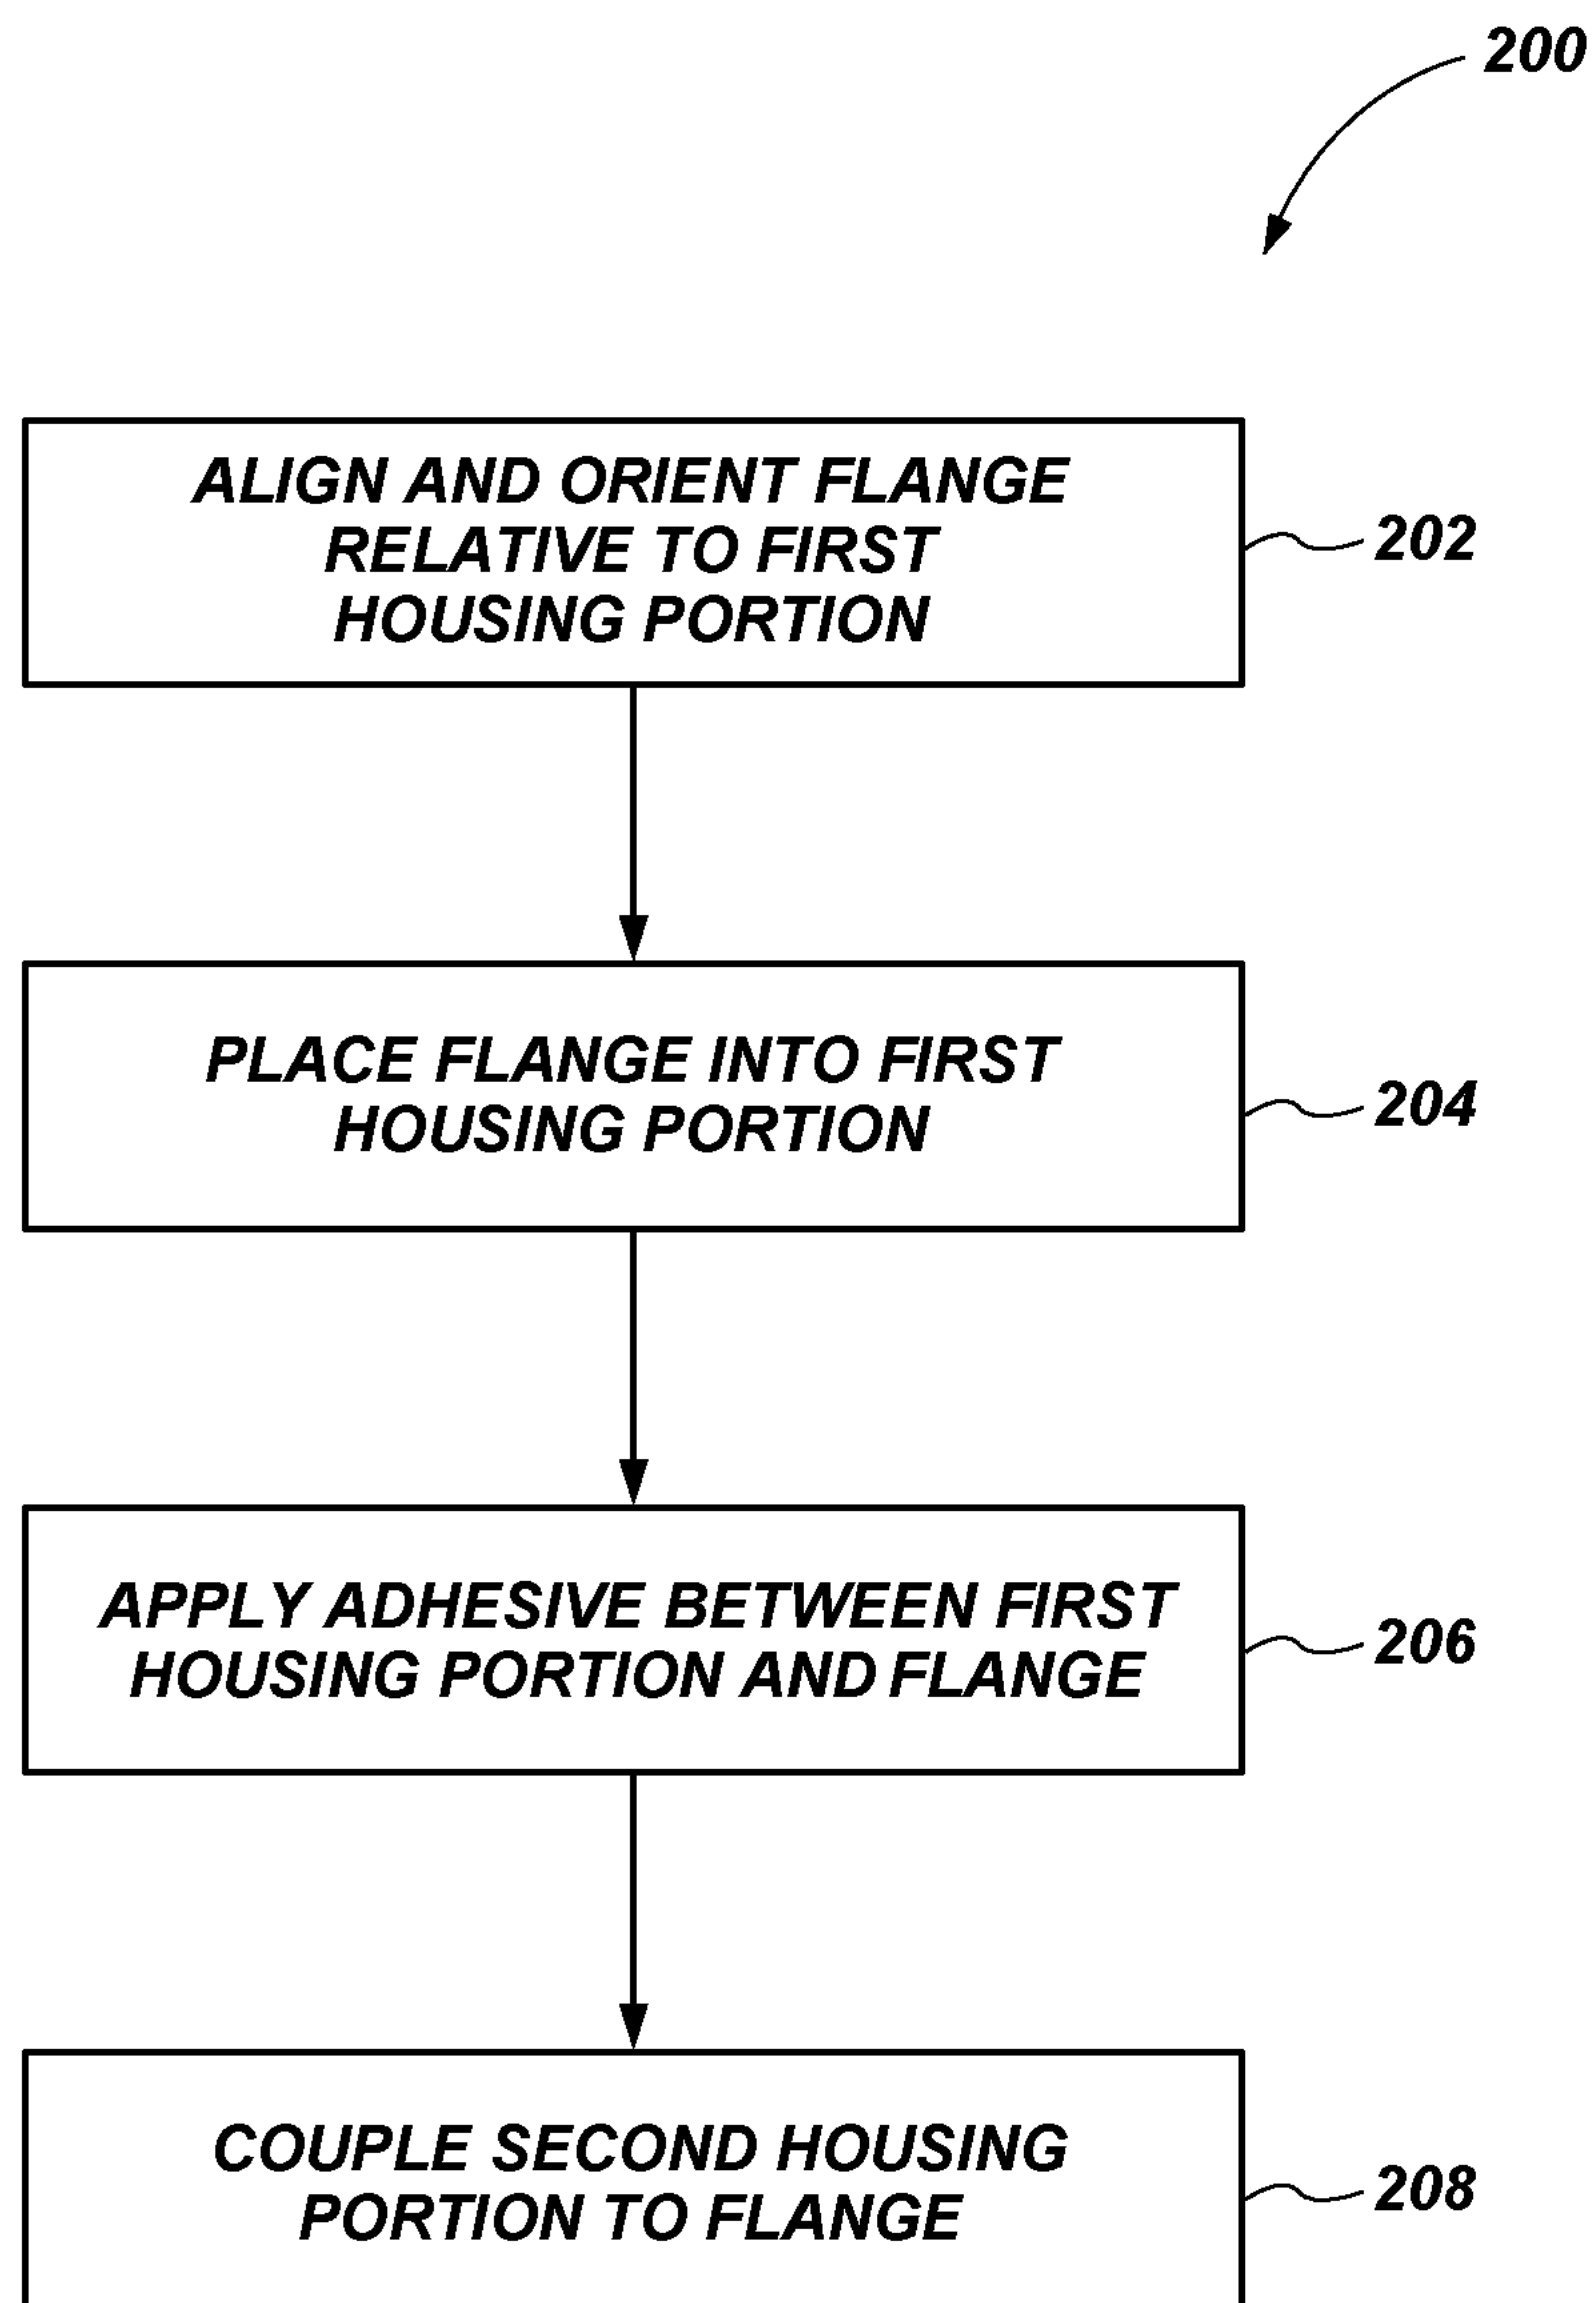 200
ALIGN AND ORIENT FLANGE
RELATIVE TO FIRST
HOUSING PORTION
202
PLACE FLANGE INTO FIRST
HOUSING PORTION
204
APPLY ADHESIVE BETWEEN FIRST
HOUSING PORTION AND FLANGE
206
COUPLE SECOND HOUSING
PORTION TO FLANGE
208